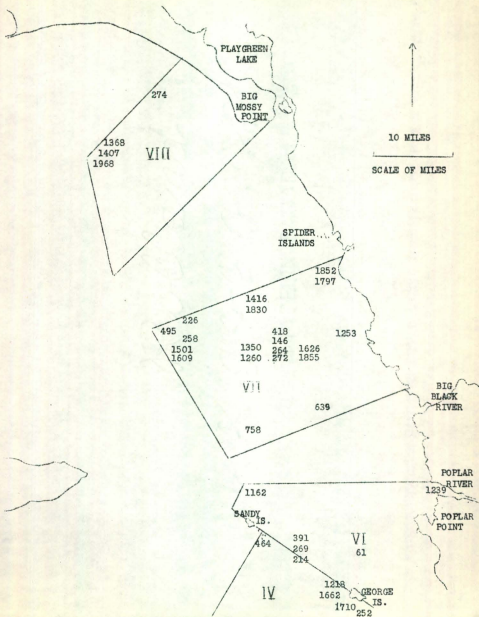 PLAYGREEN
LAKE
BIG
MOSSY
POINT
274
10 MILES
SCALE OF MILES
1368
1407
1968
VIII
SPIDER
ISLANDS
1852
1797
1416
1830
226
495
258
1501
1609
418
146
264
272
1350
1260
1626
1855
1253
VII
639
758
BIG
BLACK
RIVER
POPLAR
RIVER
1239
POPLAR
POINT
1162
SANDY
IS.
464
391
269
214
VI
61
IV
1218
1662
1710
252
GEORGE
IS.